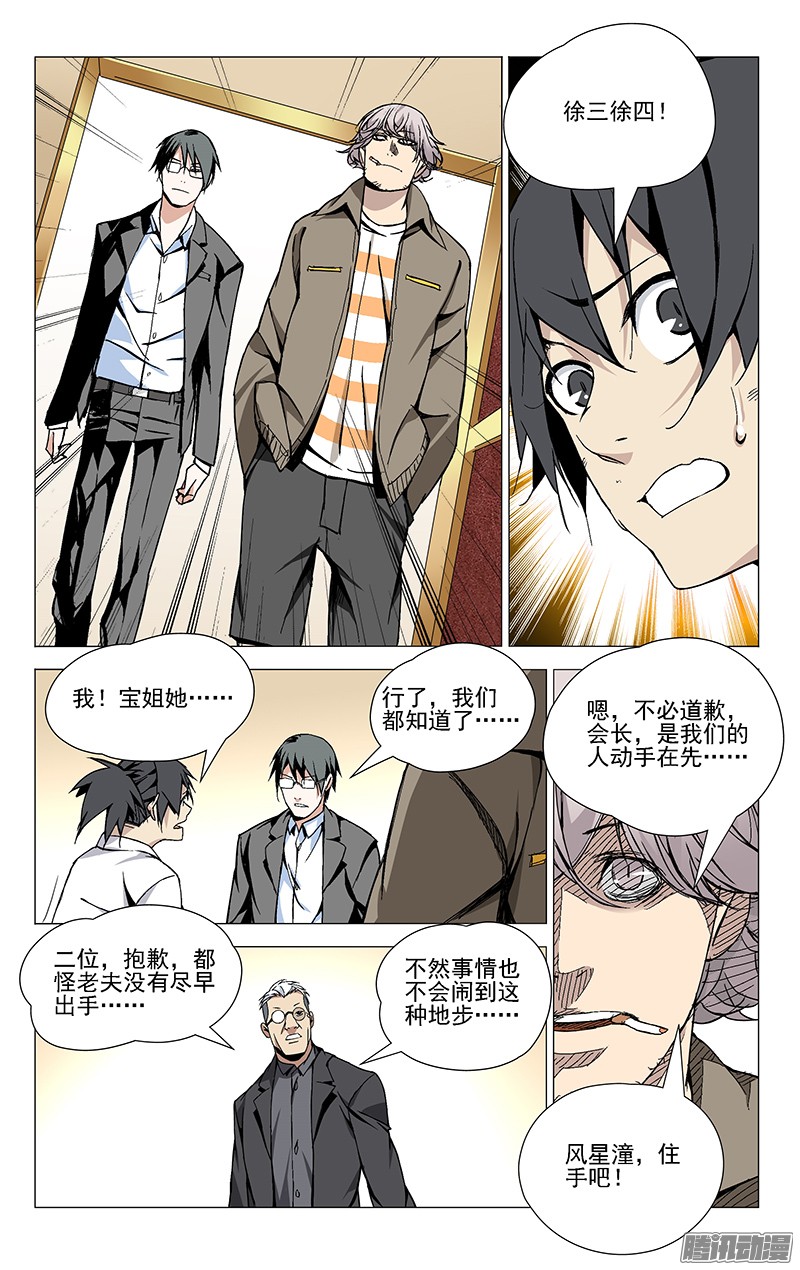 徐三徐四！
我！宝姐她……
行了，我们
都知道了……
二位，抱歉，都
怪老夫没有尽早
出手……
不然事情也
不会闹到这
种地步……
嗯，不必道歉，
会长，是我们的
人动手在先……
风星潼，住
手吧！
腾讯动漫